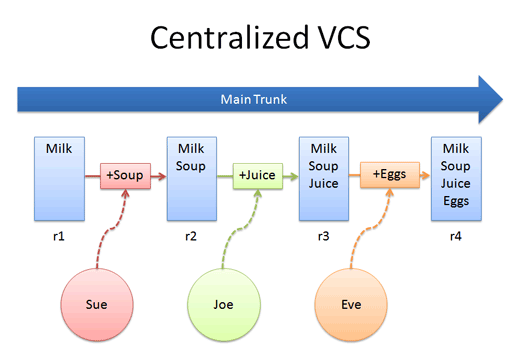 Centralized VCS
Main Trunk
Milk
+Soup
Milk
Soup
+Juice
Milk
Soup
Juice
+Eggs
Milk
Soup
Juice
Eggs
r1
r2
r3
r4
Sue
Joe
Eve